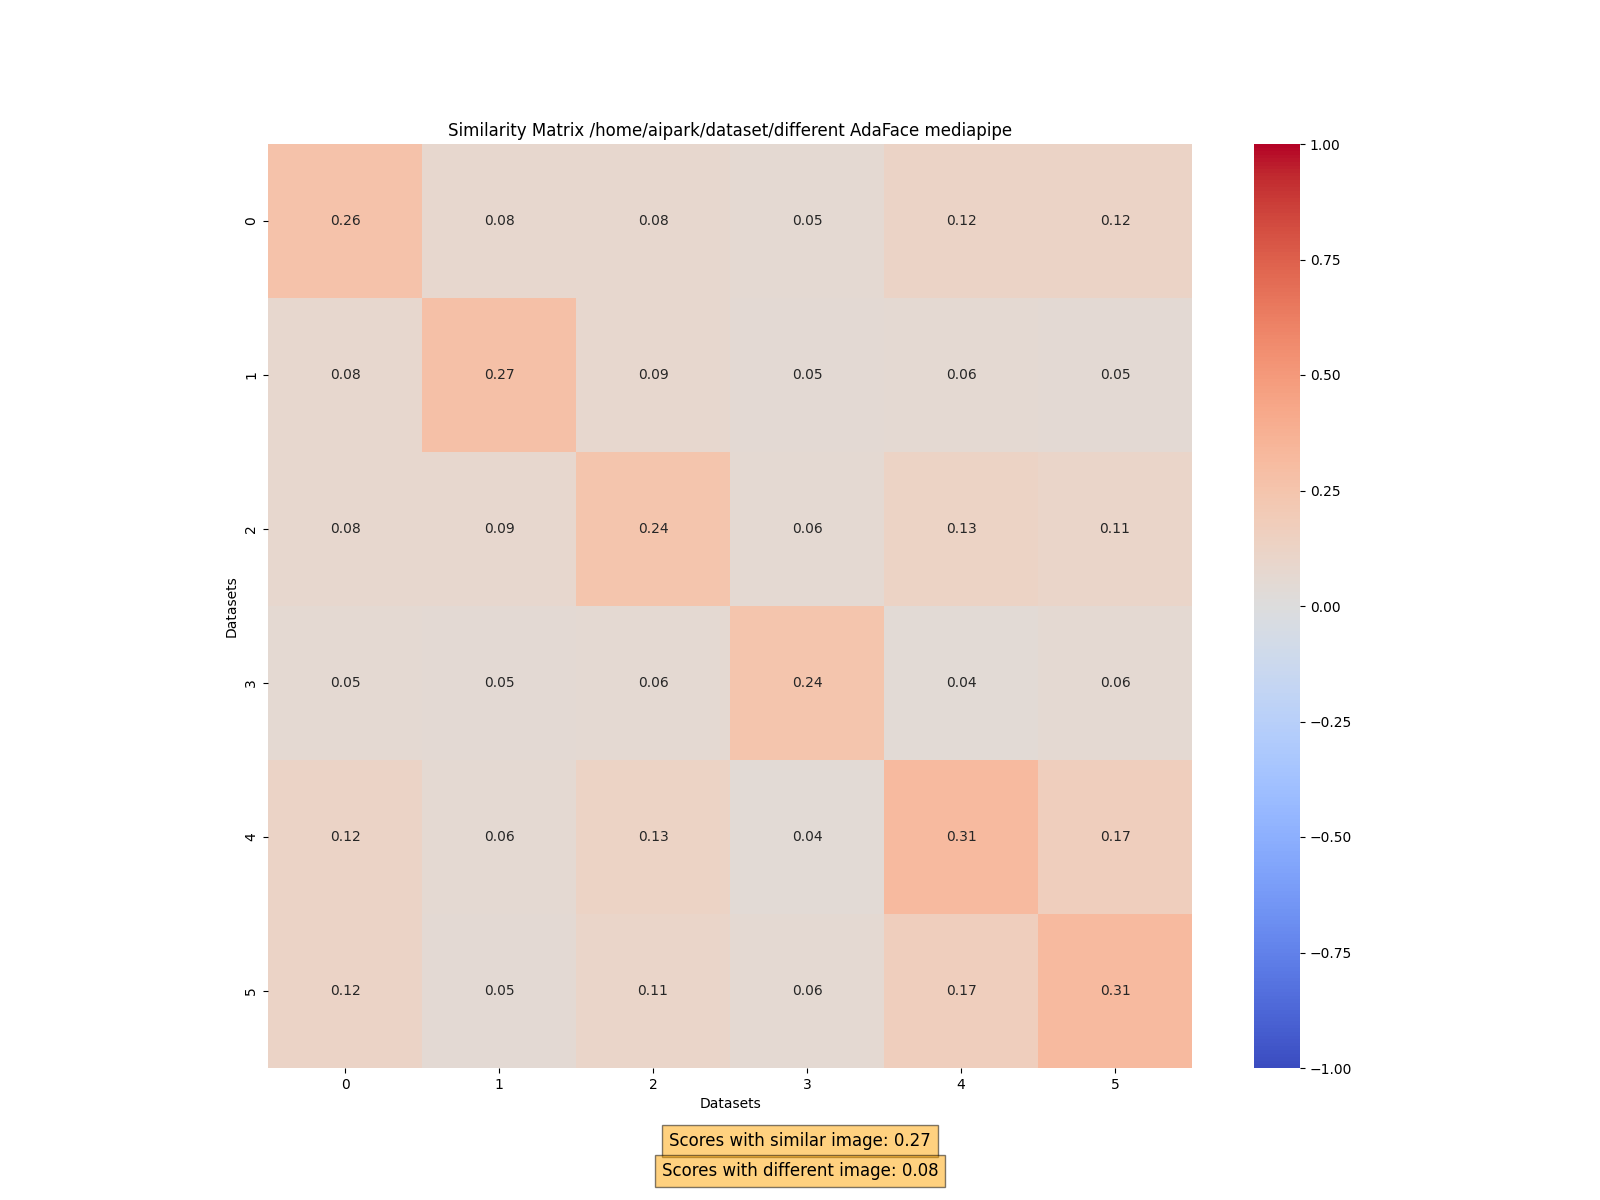 Similarity Matrix /home/aipark/dataset/different AdaFace mediapipe
1.00
0 0.26 0.08 0.08 0.05 0.12 0.12
0.75
1 0.08 0.27 0.09 0.05 0.06 0.05
0.50
0.25
2 0.08 0.09 0.24 0.06 0.13 0.11
Datasets
0.00
3 0.05 0.05 0.06 0.24 0.04 0.06
−0.25
4 0.12 0.06 0.13 0.04 0.31 0.17
−0.50
−0.75
5 0.12 0.05 0.11 0.06 0.17 0.31
−1.00
0 1 2 3 4 5
Datasets
Scores with similar image: 0.27
Scores with different image: 0.08